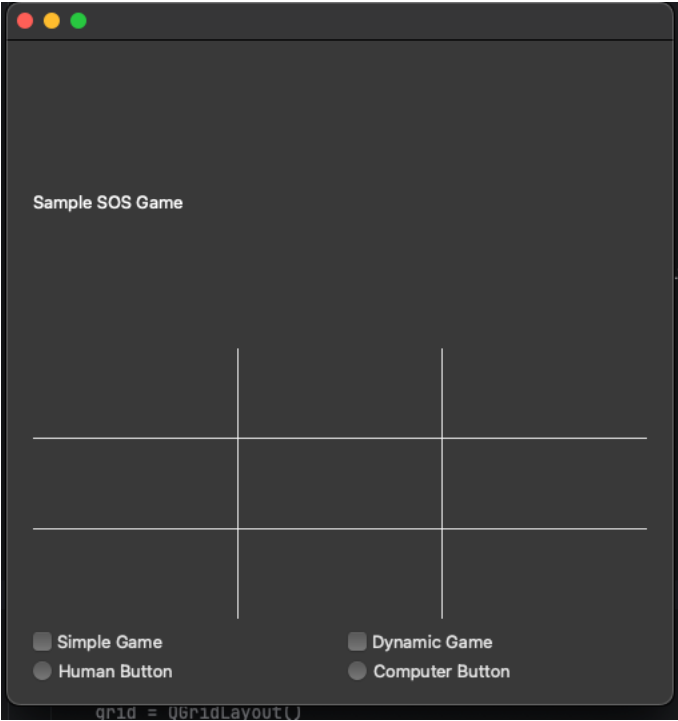 Sample SOS Game
Simple Game Dynamic Game
Human Button Computer Button
grid = QGridLayout()